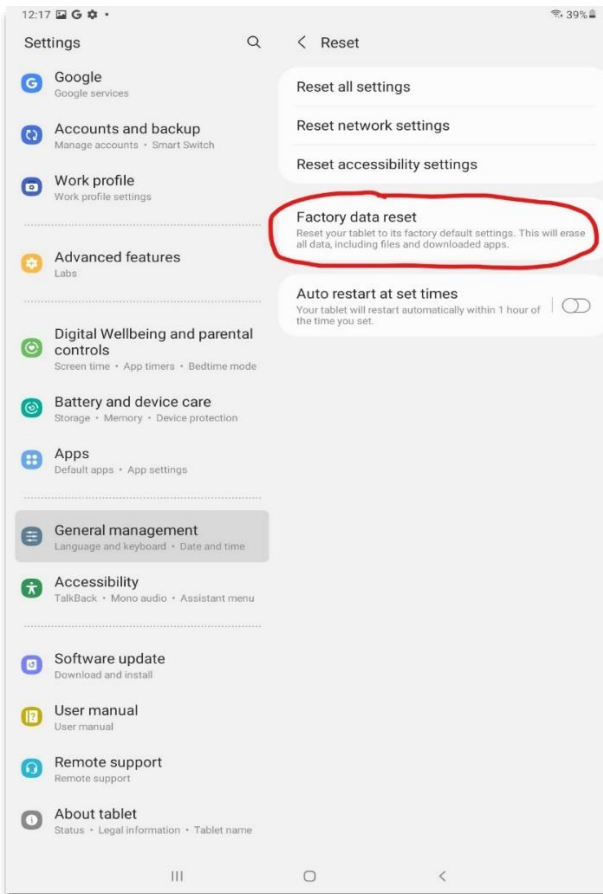 12:17 G •
39%
Settings
Google
Google services
Accounts and backup
Manage accounts • Smart Switch
Work profile
Work profile settings
Advanced features
Labs
Digital Wellbeing and parental
controls
Screen time • App timers • Bedtime mode
Battery and device care
Storage • Memory • Device protection
Apps
Default apps • App settings
General management
Language and keyboard • Date and time
Accessibility
TalkBack • Mono audio • Assistant menu
Software update
Download and install
User manual
User manual
Remote support
Remote support
About tablet
Status • Legal information • Tablet name
Reset
Reset all settings
Reset network settings
Reset accessibility settings
Factory data reset
Reset your tablet to its factory default settings. This will erase
all data, including files and downloaded apps.
Auto restart at set times
Your tablet will restart automatically within 1 hour of
the time you set.